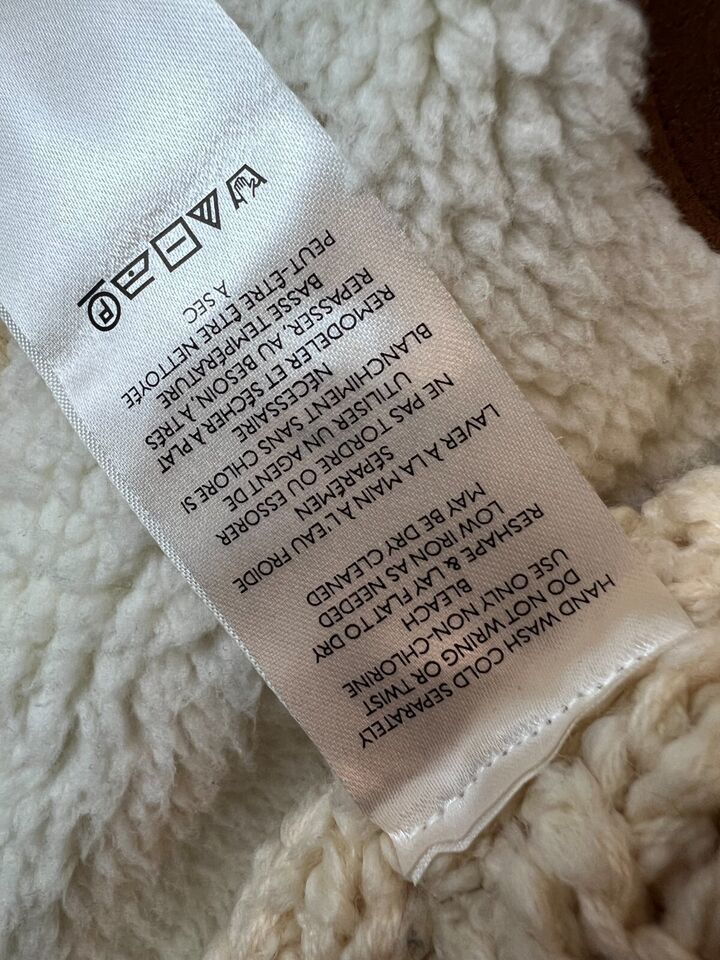 HAND WASH COLD SEPARATELY
DO NOT WRING OR TWIST
USE ONLY NON-CHLORINE
BLEACH
RESHAPE & LAY FLAT TO DRY
LOW IRON AS NEEDED
MAY BE DRY CLEANED
LAVER À LA MAIN À L'EAU FROIDE
SÉPARÉMEN
NE PAS TORDRE OU ESSORER
UTILISER UN AGENT DE
BLANCHIMENT SANS CHLORE SI
NÉCESSAIRE
REMODELER ET SÉCHER À PLAT
REPASSER, AU BESOIN, À TRÉS
BASSE TEMPÉRATURE
PEUT-ÊTRE ÊTRE NETTOYÉE
À SEC
P